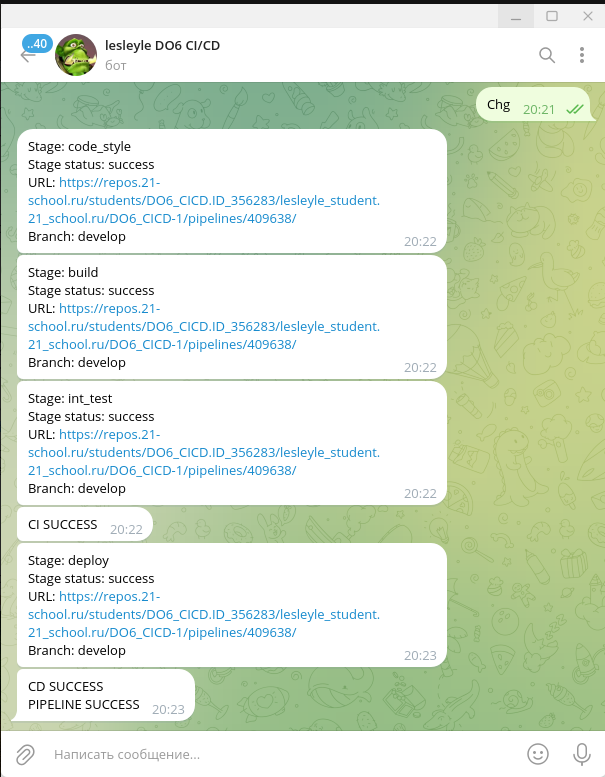 ..40
lesleyle DO6 CI/CD
бот
Chg 20:21
Stage: code_style
Stage status: success
URL: https://repos.21-
school.ru/students/DO6_CICD.ID_356283/lesleyle_student.
21_school.ru/DO6_CICD-1/pipelines/409638/
Branch: develop
20:22
Stage: build
Stage status: success
URL: https://repos.21-
school.ru/students/DO6_CICD.ID_356283/lesleyle_student.
21_school.ru/DO6_CICD-1/pipelines/409638/
Branch: develop
20:22
Stage: int_test
Stage status: success
URL: https://repos.21-
school.ru/students/DO6_CICD.ID_356283/lesleyle_student.
21_school.ru/DO6_CICD-1/pipelines/409638/
Branch: develop
20:22
CI SUCCESS 20:22
Stage: deploy
Stage status: success
URL: https://repos.21-
school.ru/students/DO6_CICD.ID_356283/lesleyle_student.
21_school.ru/DO6_CICD-1/pipelines/409638/
Branch: develop
20:23
CD SUCCESS
PIPELINE SUCCESS 20:23
Написать сообщение...